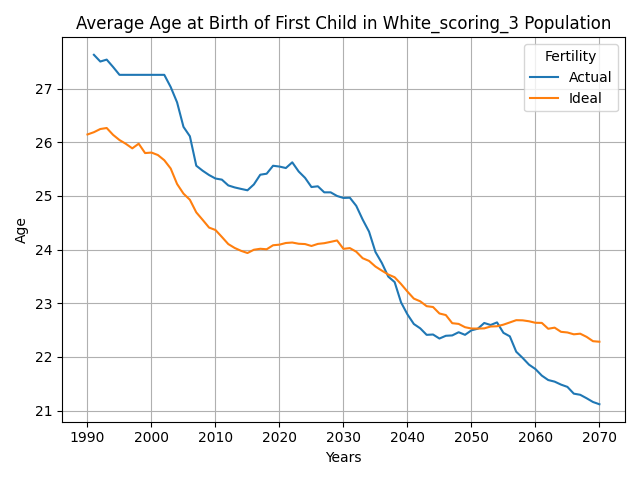 Average Age at Birth of First Child in White_scoring_3 Population
Fertility
Actual
Ideal
Age
27
26
25
24
23
22
21
1990 2000 2010 2020 2030 2040 2050 2060 2070
Years